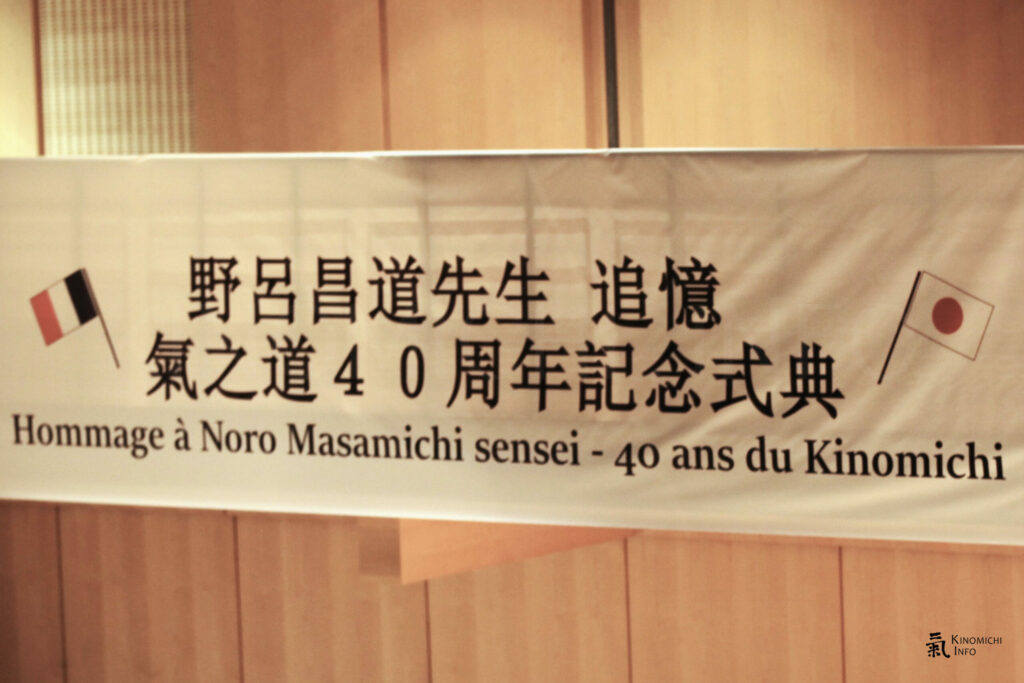 野呂昌道先生 追憶
氣之道40周年記念式典
Hommage à Noro Masamichi sensei - 40 ans du Kinomichi
氣 KINOMICHI
INFO